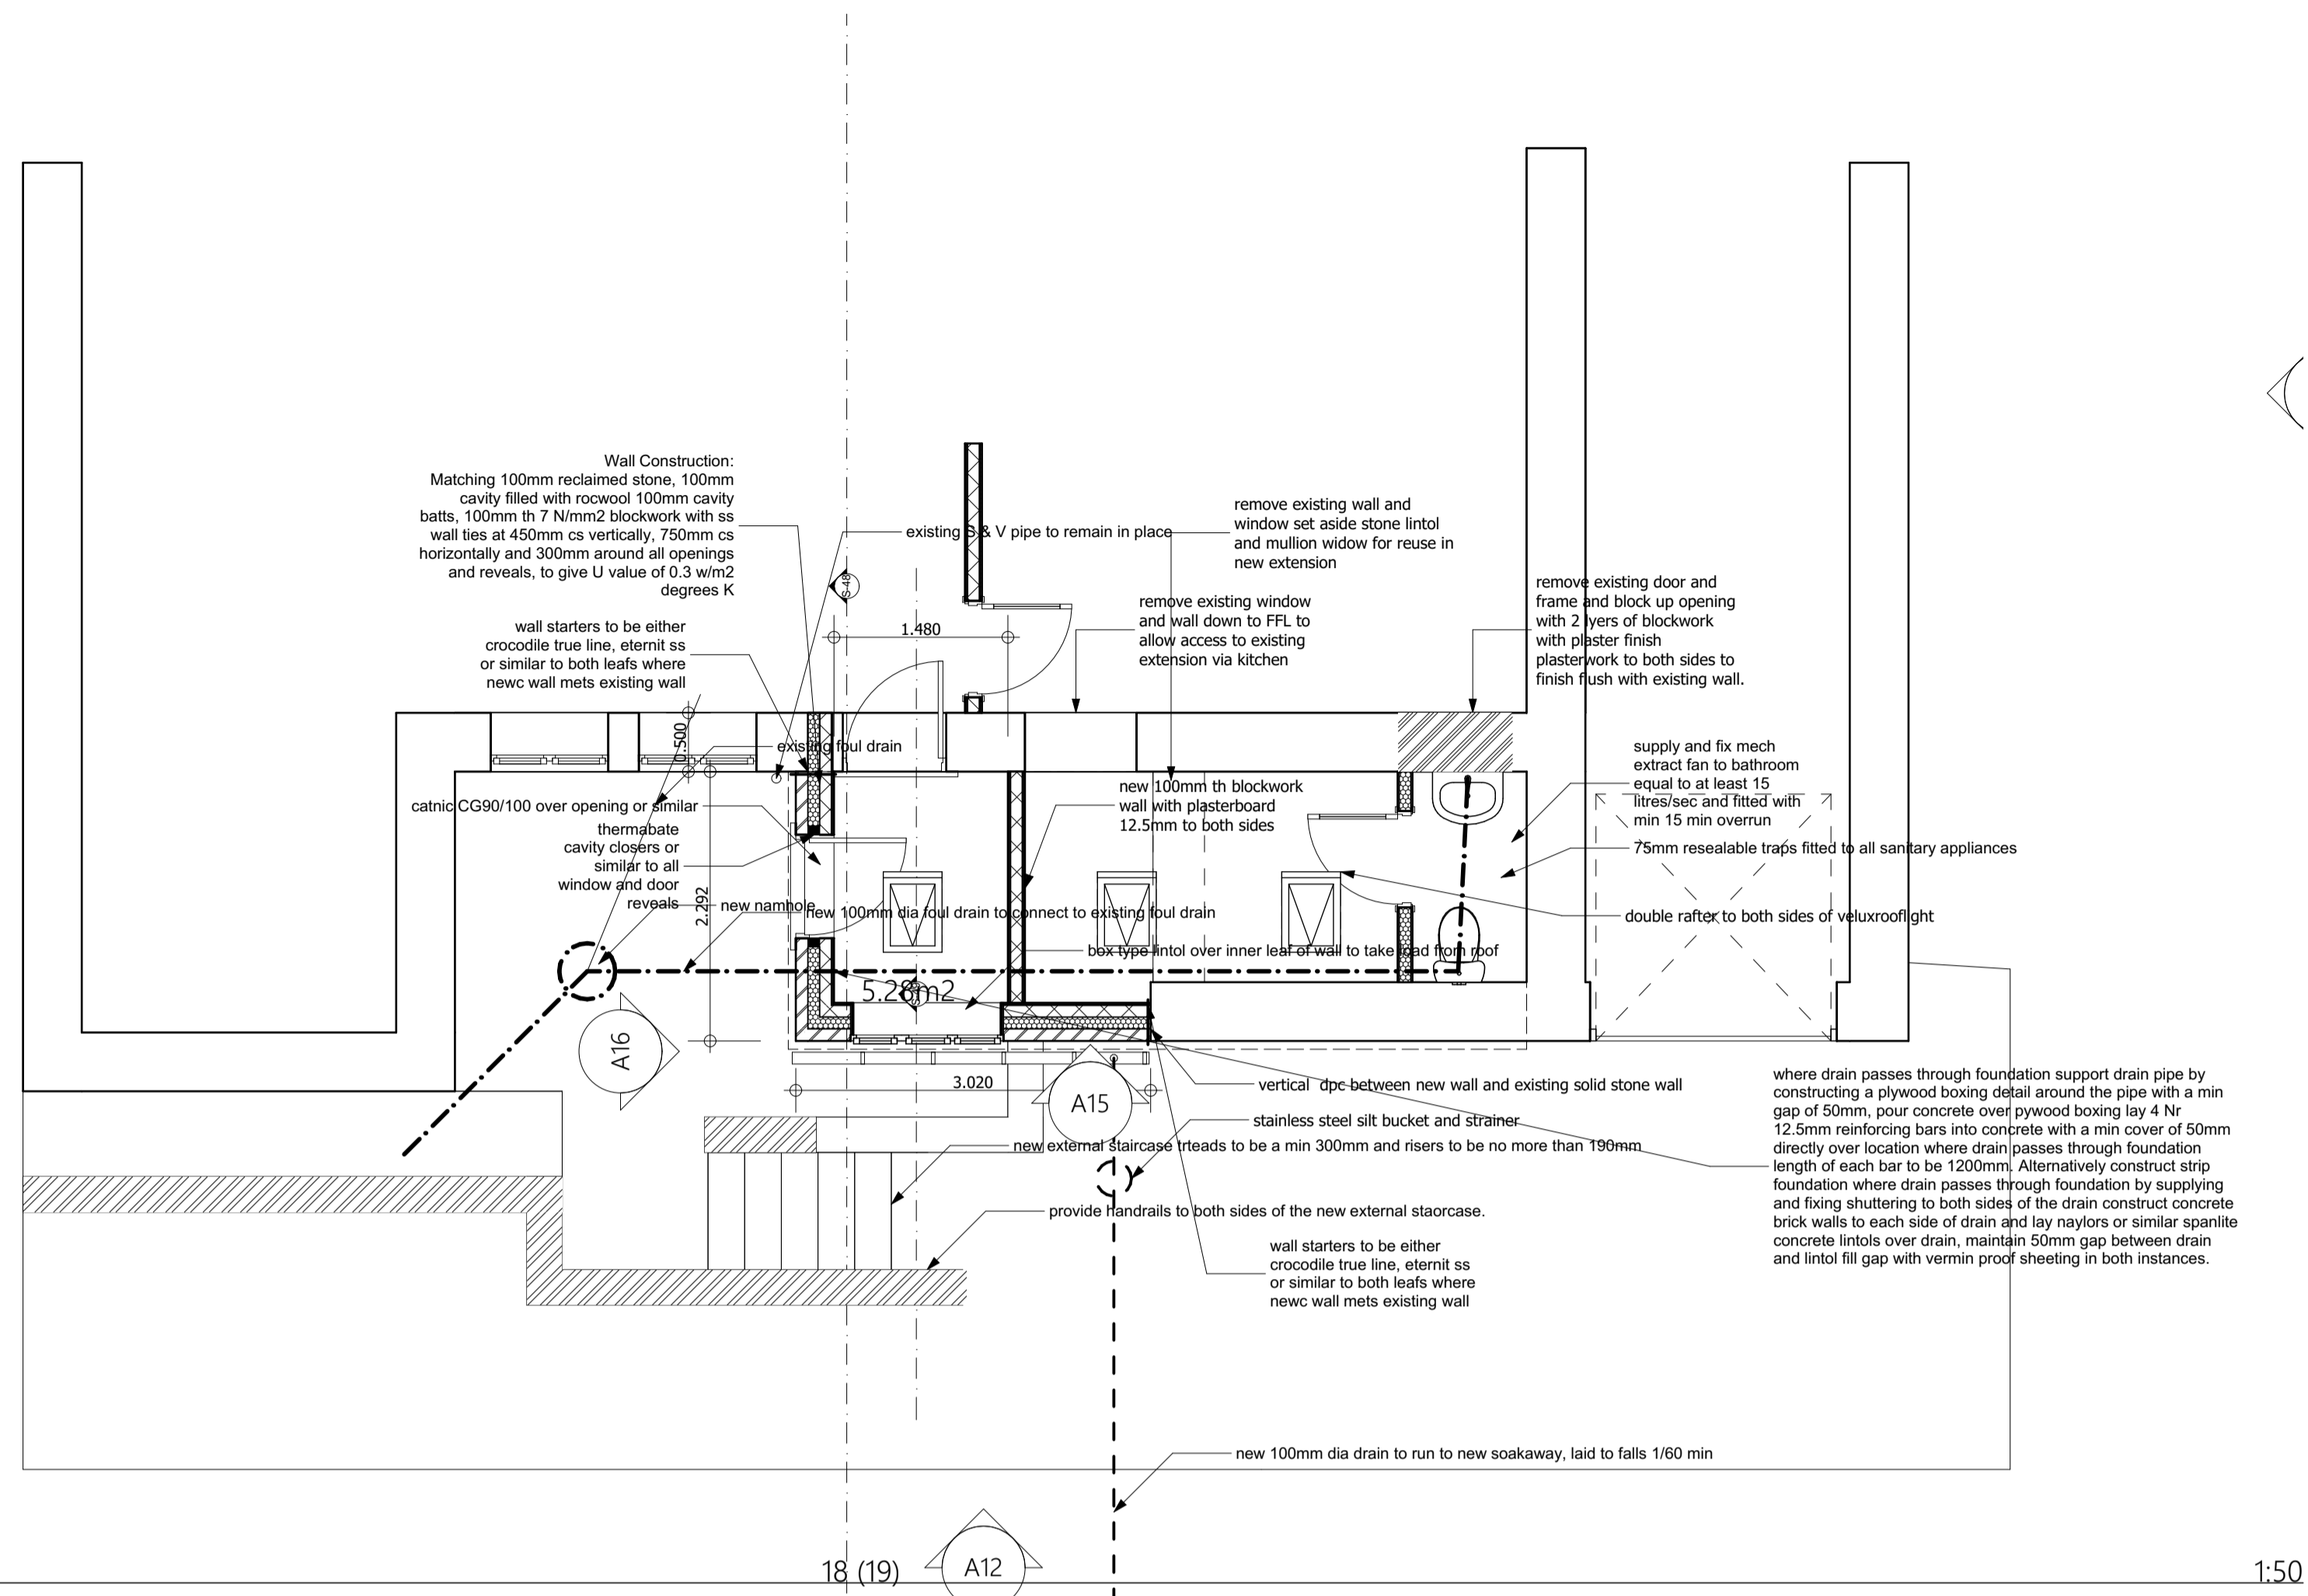 Wall Construction:
Matching 100mm reclaimed stone, 100mm
cavity filled with rocwool 100mm cavity
batts, 100mm th 7 N/mm2 blockwork with ss
wall ties at 450mm cs vertically, 750mm cs
horizontally and 300mm around all openings
and reveals, to give U value of 0.3 w/m2
degrees K
existing S & V pipe to remain in place
remove existing wall and
window set aside stone lintol
and mullion widow for reuse in
new extension
S-48
remove existing window
and wall down to FFL to
allow access to existing
extension via kitchen
remove existing door and
frame and block up opening
with 2 lyers of blockwork
with plaster finish
plasterwork to both sides to
finish flush with existing wall.
wall starters to be either
crocodile true line, eternit ss
or similar to both leafs where
newc wall mets existing wall
1.480
0.500
existing foul drain
supply and fix mech
extract fan to bathroom
equal to at least 15
litres/sec and fitted with
min 15 min overrun
catnic CG90/100 over opening or similar
new 100mm th blockwork
wall with plasterboard
12.5mm to both sides
thermabate
cavity closers or
similar to all
window and door
reveals
75mm resealable traps fitted to all sanitary appliances
2.292
new namhole
new 100mm dia foul drain to connect to existing foul drain
double rafter to both sides of veluxrooflight
box type lintol over inner leaf of wall to take load from roof
5.28m2
A16
3.020
A15
vertical dpc between new wall and existing solid stone wall
stainless steel silt bucket and strainer
new external staircase trteads to be a min 300mm and risers to be no more than 190mm
where drain passes through foundation support drain pipe by
constructing a plywood boxing detail around the pipe with a min
gap of 50mm, pour concrete over pywood boxing lay 4 Nr
12.5mm reinforcing bars into concrete with a min cover of 50mm
directly over location where drain passes through foundation
length of each bar to be 1200mm. Alternatively construct strip
foundation where drain passes through foundation by supplying
and fixing shuttering to both sides of the drain construct concrete
brick walls to each side of drain and lay naylors or similar spanlite
concrete lintols over drain, maintain 50mm gap between drain
and lintol fill gap with vermin proof sheeting in both instances.
provide handrails to both sides of the new external staorcase.
wall starters to be either
crocodile true line, eternit ss
or similar to both leafs where
newc wall mets existing wall
new 100mm dia drain to run to new soakaway, laid to falls 1/60 min
18 (19)
A12
1:50